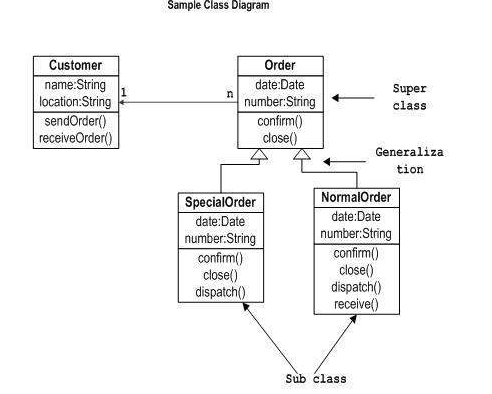 Sample Class Diagram
Customer
name:String
location:String
sendOrder()
receiveOrder()
1
n
Order
date:Date
number:String
confirm()
close()
Super
class
Generaliza
tion
SpecialOrder
date:Date
number:String
confirm()
close()
dispatch()
NormalOrder
date:Date
number:String
confirm()
close()
dispatch()
receive()
Sub class